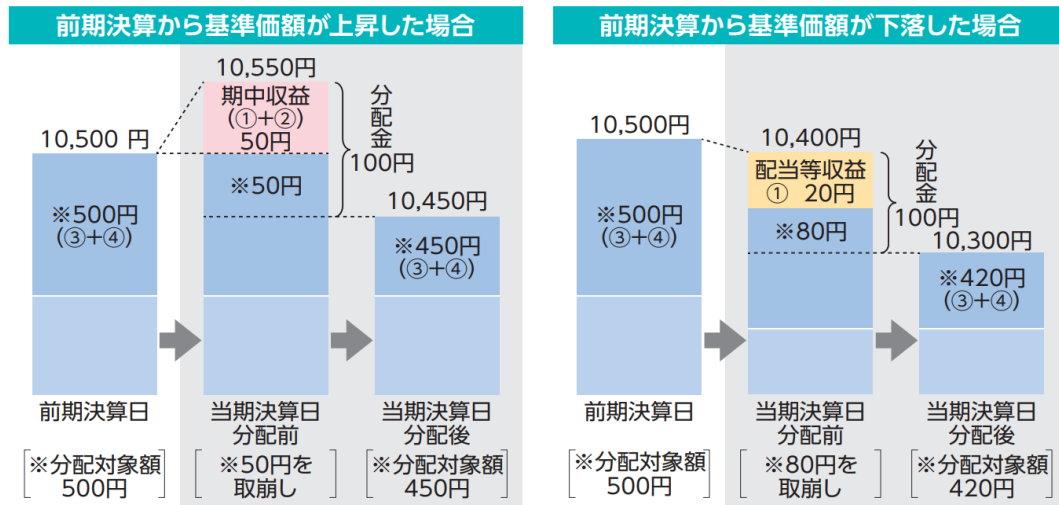 前期決算から基準価額が上昇した場合
10,550円
期中収益
(①+②)
50円
分配金
100円
10,500 円
※500円
(③+④)
※50円
10,450円
※450円
(③+④)
前期決算日
当期決算日
分配前
当期決算日
分配後
※分配対象額
500円
※50円を
取崩し
※分配対象額
450円
前期決算から基準価額が下落した場合
10,500円
10,400円
配当等収益
① 20円
分配金
100円
※500円
(③+④)
※80円
10,300円
※420円
(③+④)
前期決算日
当期決算日
分配前
当期決算日
分配後
※分配対象額
500円
※80円を
取崩し
※分配対象額
420円